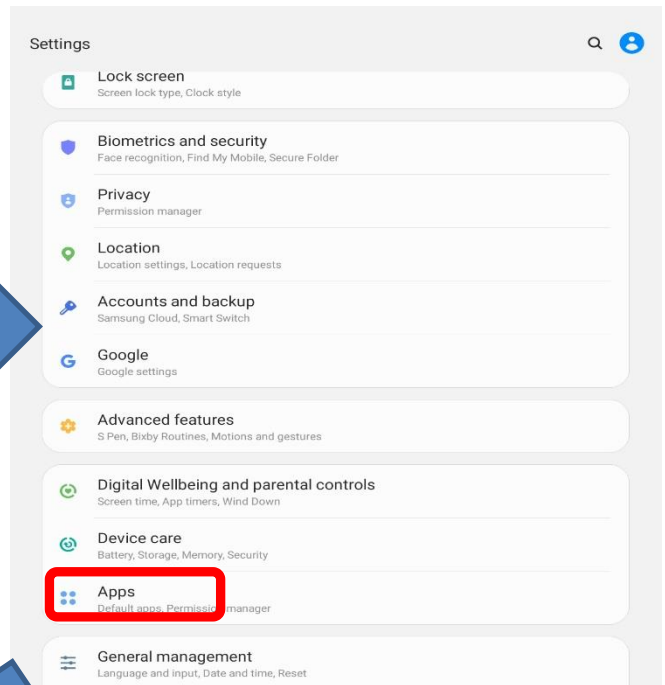 Settings
Lock screen
Screen lock type, Clock style
Biometrics and security
Face recognition, Find My Mobile, Secure Folder
Privacy
Permission manager
Location
Location settings, Location requests
Accounts and backup
Samsung Cloud, Smart Switch
Google
Google settings
Advanced features
S Pen, Bixby Routines, Motions and gestures
Digital Wellbeing and parental controls
Screen time, App timers, Wind Down
Device care
Battery, Storage, Memory, Security
Apps
Default apps, Permission manager
General management
Language and input, Date and time, Reset